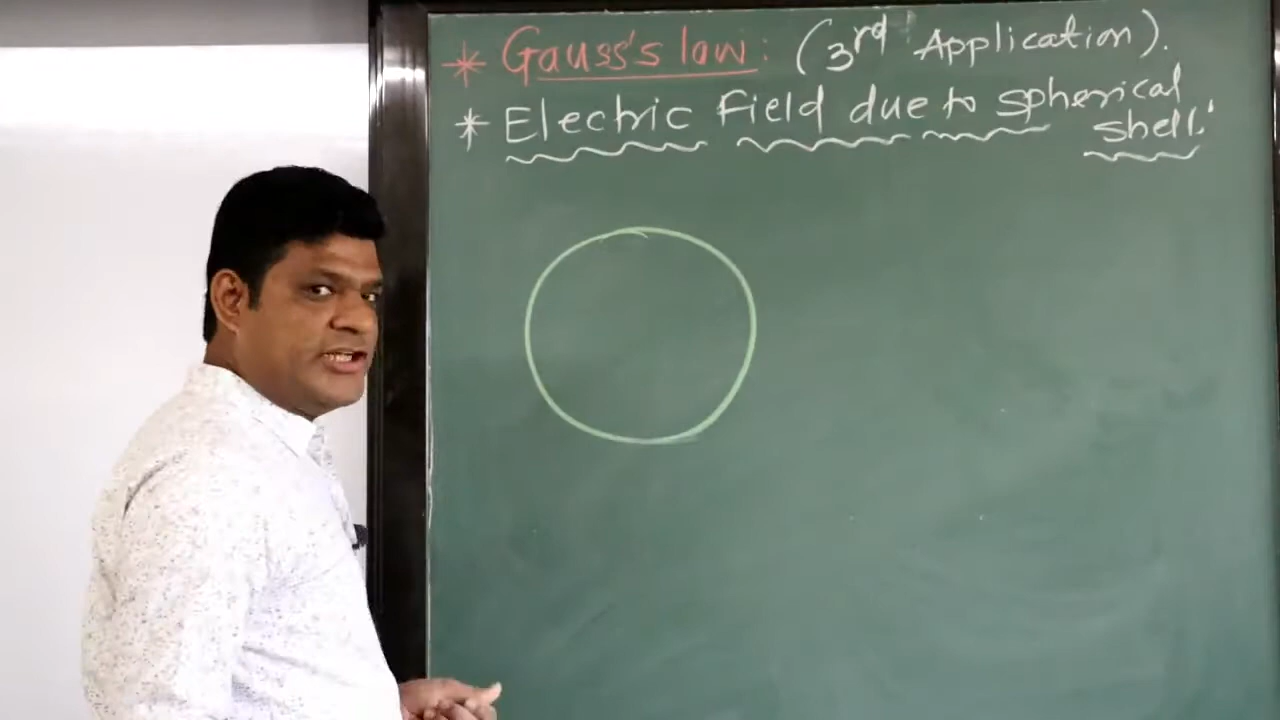 * Gauss's law: (3rd Application).
* Electric Field due to spherical
shell.